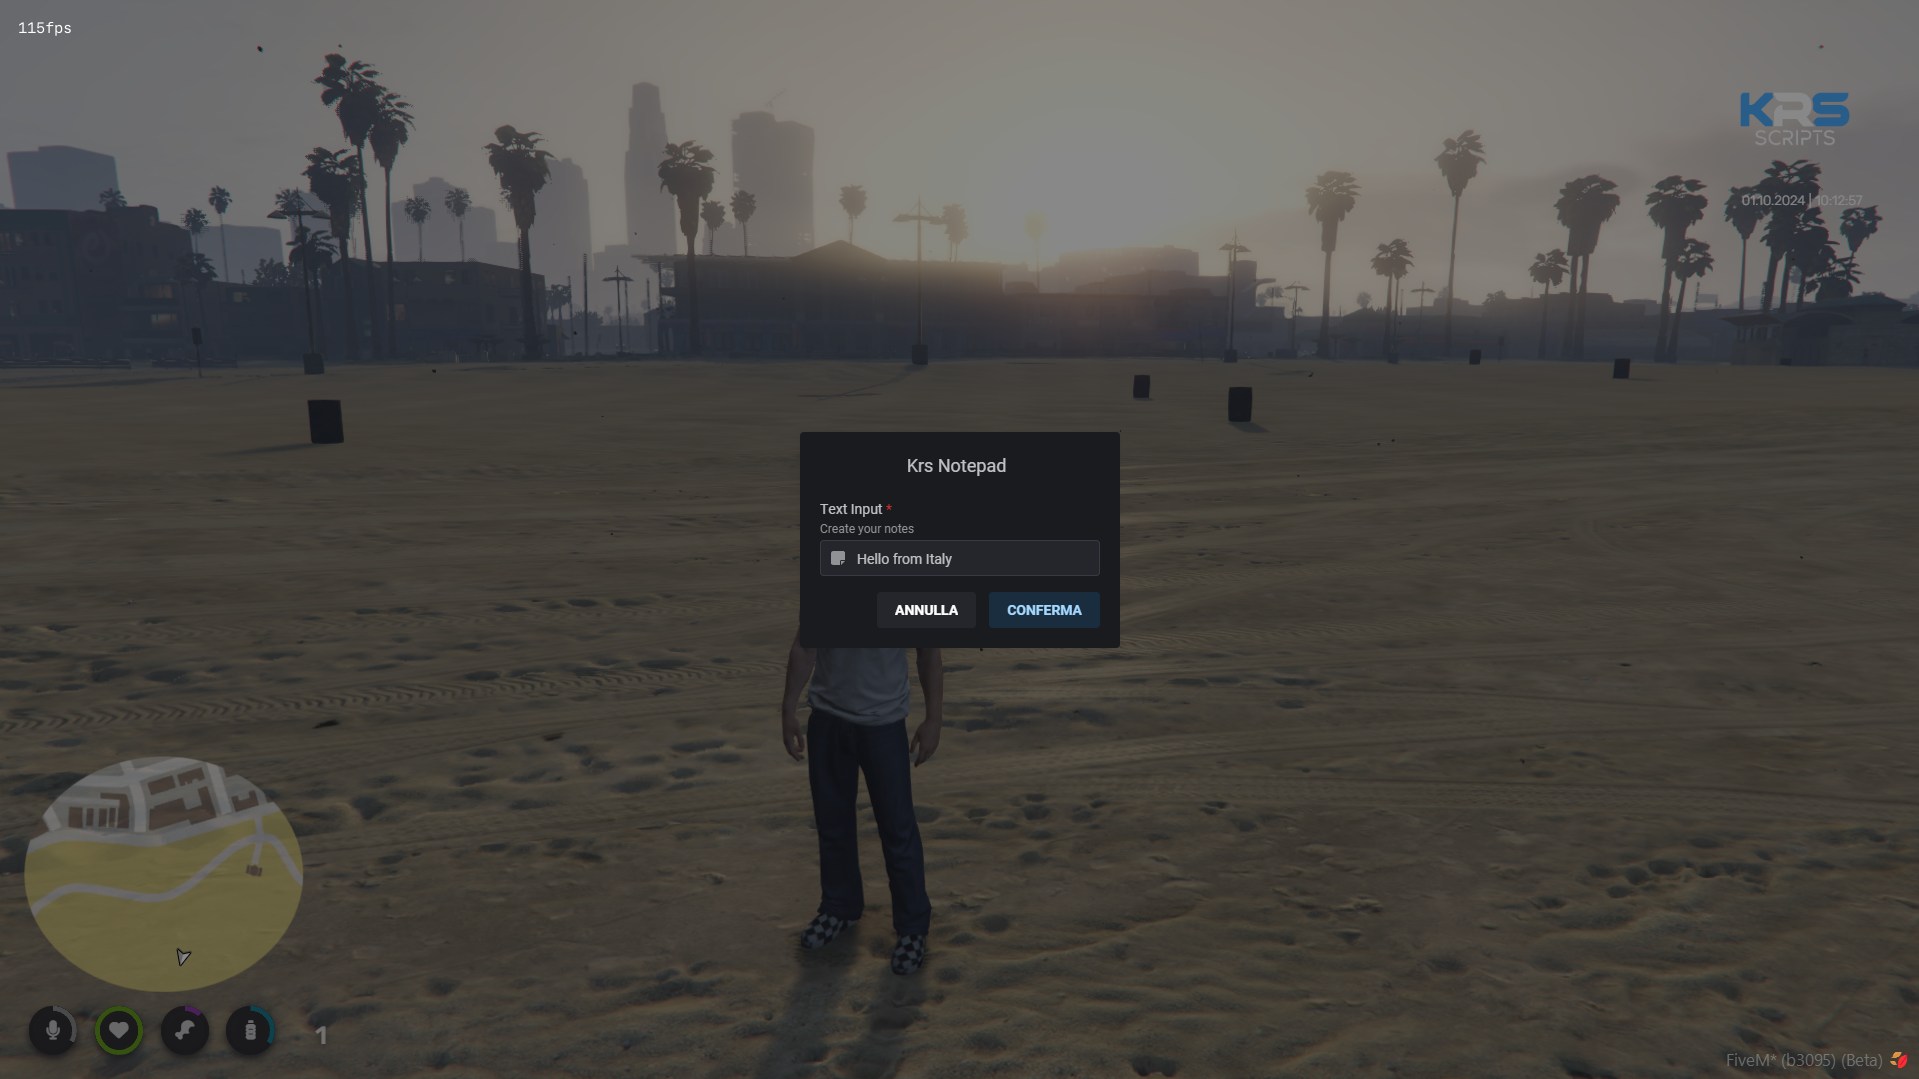 115fps
KRS
SCRIPTS
01.10.2024 | 10:12:57
Krs Notepad
Text Input *
Create your notes
Hello from Italy
ANNULLA
CONFERMA
1
FiveM* (b3095) (Beta)